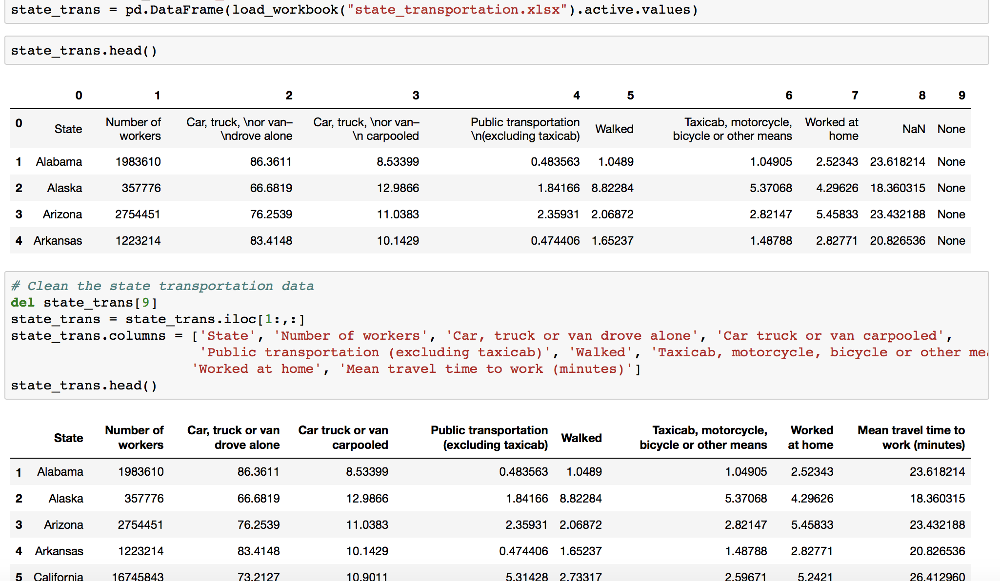 state_trans = pd.DataFrame(load_workbook("state_transportation.xlsx").active.values)
state_trans.head()
0 1 2 3 4 5 6 7 8 9
0 State Number of workers Car, truck, \nor van–\ndrove alone Car, truck, \nor van–\n carpooled Public transportation \n(excluding taxicab) Walked Taxicab, motorcycle, bicycle or other means Worked at home NaN None
1 Alabama 1983610 86.3611 8.53399 0.483563 1.0489 1.04905 2.52343 23.618214 None
2 Alaska 357776 66.6819 12.9866 1.84166 8.82284 5.37068 4.29626 18.360315 None
3 Arizona 2754451 76.2539 11.0383 2.35931 2.06872 2.82147 5.45833 23.432188 None
4 Arkansas 1223214 83.4148 10.1429 0.474406 1.65237 1.48788 2.82771 20.826536 None
# Clean the state transportation data
del state_trans[9]
state_trans = state_trans.iloc[1:,:]
state_trans.columns = ['State', 'Number of workers', 'Car, truck or van drove alone', 'Car truck or van carpooled',
'Public transportation (excluding taxicab)', 'Walked', 'Taxicab, motorcycle, bicycle or other
'Worked at home', 'Mean travel time to work (minutes)']
state_trans.head()
State Number of workers Car, truck or van drove alone Car truck or van carpooled Public transportation (excluding taxicab) Walked Taxicab, motorcycle, bicycle or other means Worked at home Mean travel time to work (minutes)
1 Alabama 1983610 86.3611 8.53399 0.483563 1.0489 1.04905 2.52343 23.618214
2 Alaska 357776 66.6819 12.9866 1.84166 8.82284 5.37068 4.29626 18.360315
3 Arizona 2754451 76.2539 11.0383 2.35931 2.06872 2.82147 5.45833 23.432188
4 Arkansas 1223214 83.4148 10.1429 0.474406 1.65237 1.48788 2.82771 20.826536
5 California 16745843 73.2127 10.9011 5.31428 2.73317 2.59671 5.2421 26.412960